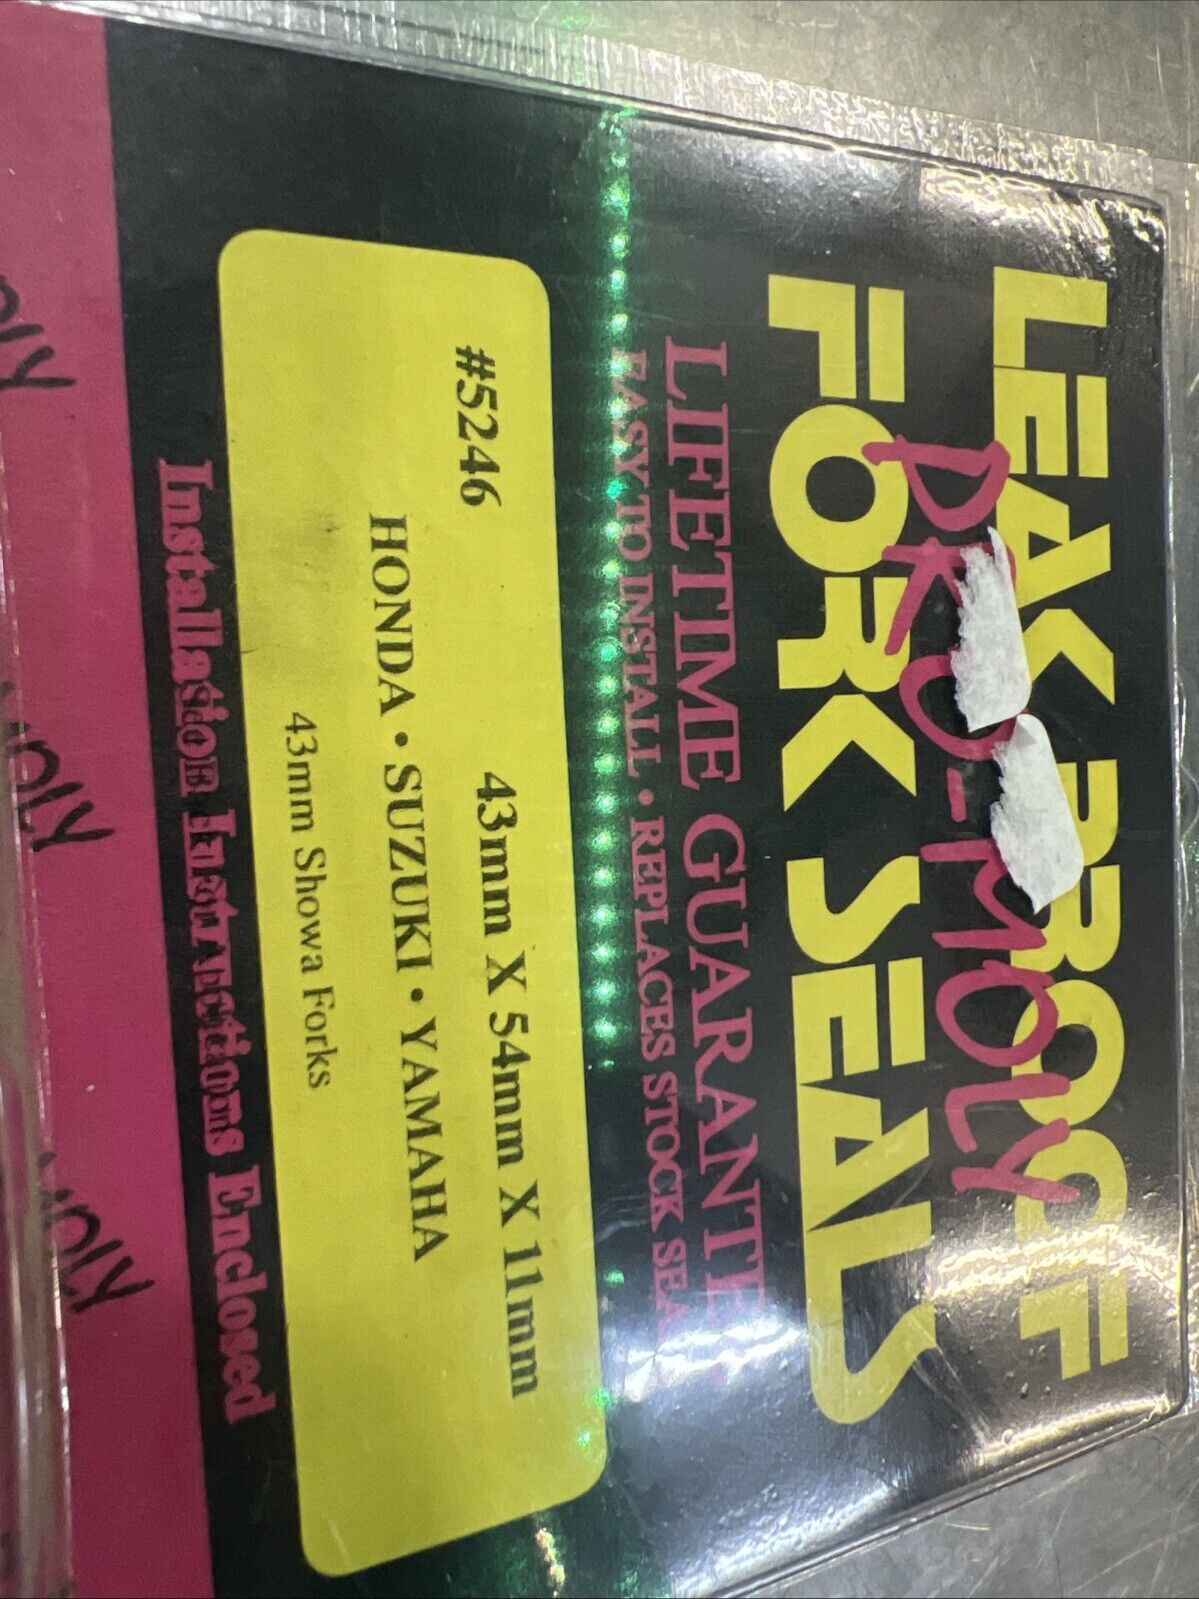 LEAK PROOF
PRO-MOLY
FORK SEALS
LIFETIME GUARANTEE
EASY TO INSTALL • REPLACES STOCK SEA
#5246
43mm X 54mm X 11mm
HONDA • SUZUKI • YAMAHA
43mm Showa Forks
Installation Instructions Enclosed